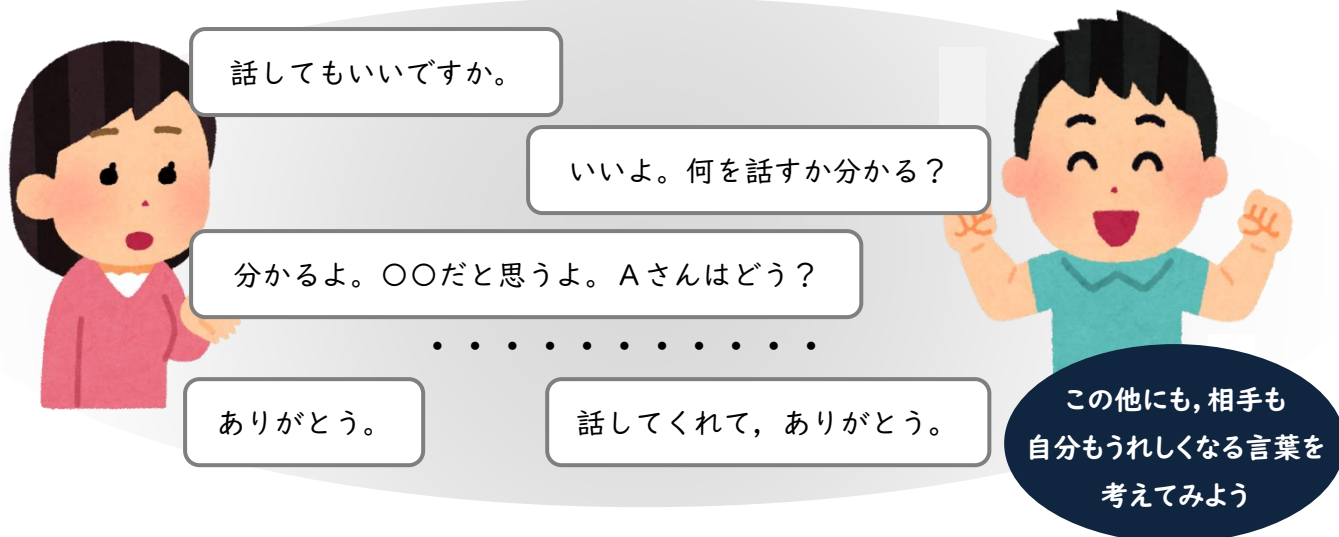 話してもいいですか。
いいよ。何を話すか分かる？
分かるよ。〇〇だと思うよ。Aさんはどう？
・・・・・・・・・・・
ありがとう。
話してくれて，ありがとう。
この他にも，相手も
自分もうれしくなる言葉を
考えてみよう